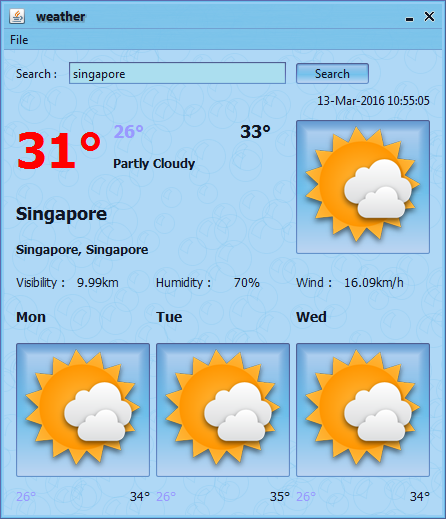 weather
File
Search : singapore Search
13-Mar-2016 10:55:05
31° 26° 33°
Partly Cloudy
Singapore
Singapore, Singapore
Visibility : 9.99km Humidity : 70% Wind : 16.09km/h
Mon Tue Wed
26° 34° 26° 35° 26° 34°